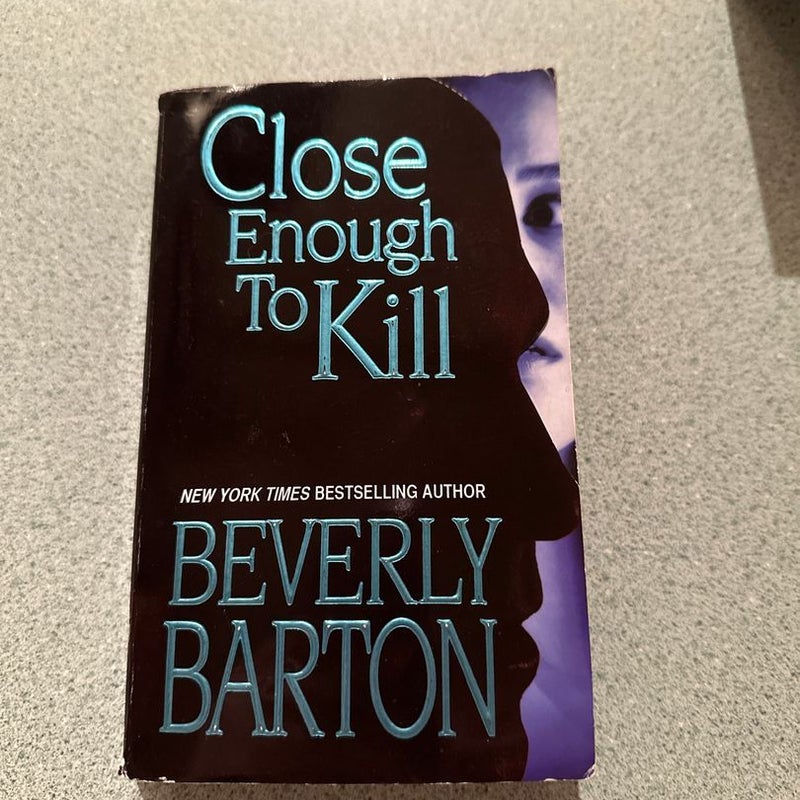 Close
Enough
To Kill
NEW YORK TIMES BESTSELLING AUTHOR
BEVERLY
BARTON